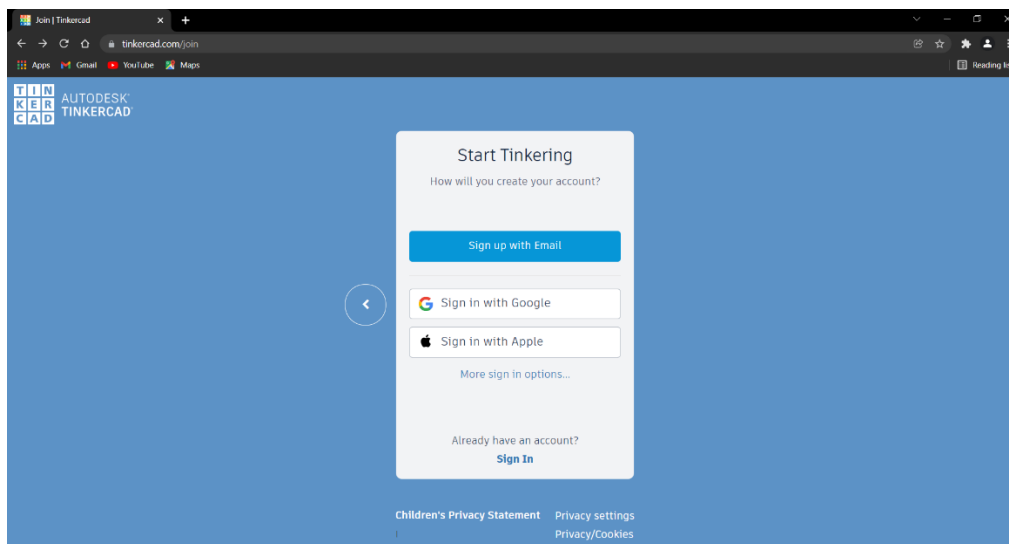 Join | Tinkercad
tinkercad.com/join
Apps Gmail YouTube Maps Reading lis
TIN
KER
CAD
AUTODESK
TINKERCAD
Start Tinkering
How will you create your account?
Sign up with Email
Sign in with Google
Sign in with Apple
More sign in options...
Already have an account?
Sign In
Children's Privacy Statement Privacy settings
Privacy/Cookies